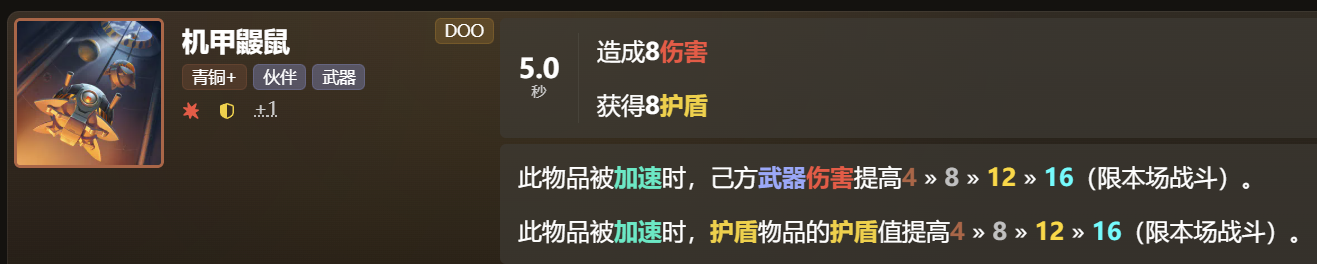 机甲鼹鼠
DOO
青铜+ 伙伴 武器
+1
5.0
秒
造成8伤害
获得8护盾
此物品被加速时，己方武器伤害提高4 » 8 » 12 » 16（限本场战斗）。
此物品被加速时，护盾物品的护盾值提高4 » 8 » 12 » 16（限本场战斗）。